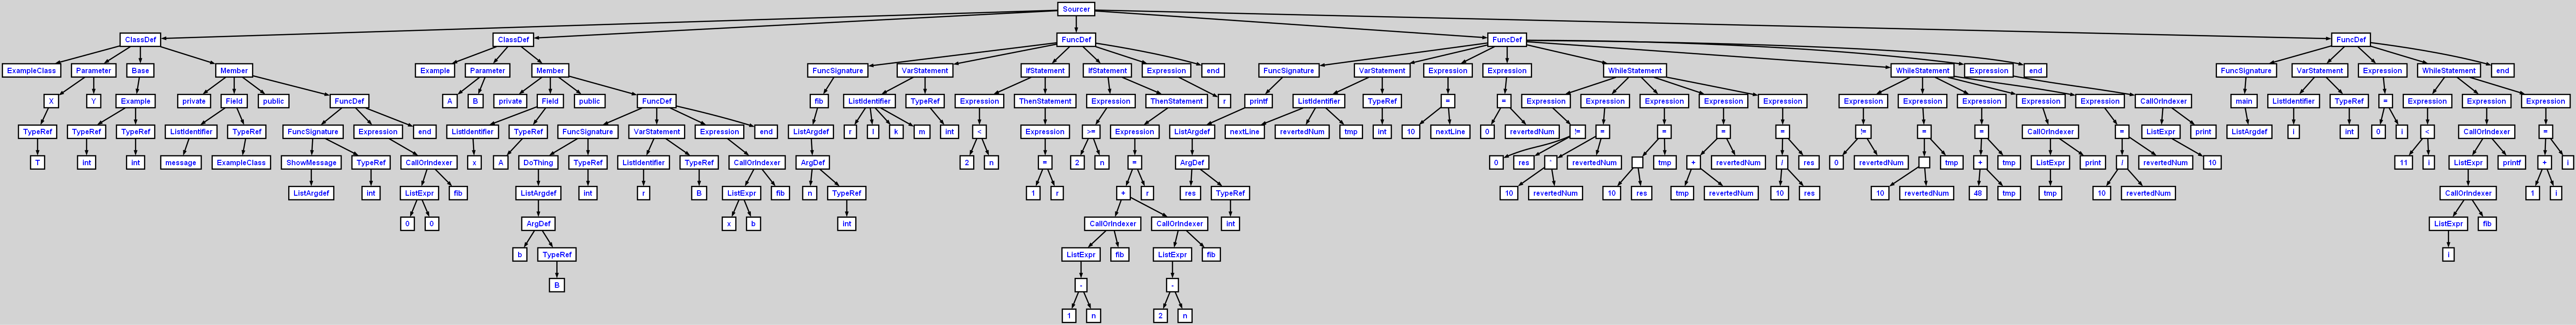 Sourcer
ClassDef ClassDef FuncDef FuncDef FuncDef
ExampleClass Parameter Base Member Example Parameter Member FuncSignature VarStatement IfStatement IfStatement Expression end FuncSignature VarStatement Expression Expression WhileStatement WhileStatement Expression end FuncSignature VarStatement Expression WhileStatement end
X Y Example private Field public FuncDef A B private Field public FuncDef fib ListIdentifier TypeRef Expression ThenStatement Expression ThenStatement r printf ListIdentifier TypeRef = = Expression Expression Expression Expression Expression Expression Expression Expression Expression Expression CallOrIndexer main ListIdentifier TypeRef = Expression Expression Expression
TypeRef TypeRef TypeRef ListIdentifier TypeRef FuncSignature Expression end ListIdentifier TypeRef FuncSignature VarStatement Expression end ListArgdef r l k m int < Expression >= Expression ListArgdef nextLine revertedNum tmp int 10 nextLine 0 revertedNum != = = = = != = = CallOrIndexer = ListExpr print ListArgdef i int 0 i < CallOrIndexer =
T int int message ExampleClass ShowMessage TypeRef CallOrIndexer x A DoThing TypeRef ListIdentifier TypeRef CallOrIndexer ArgDef 2 n = 2 n = ArgDef 0 res revertedNum tmp + revertedNum / res 0 revertedNum tmp + tmp ListExpr print / revertedNum 10 11 i ListExpr printf + i
ListArgdef int ListExpr fib ListArgdef int r B ListExpr fib n TypeRef 1 r + r res TypeRef 10 revertedNum 10 res tmp revertedNum 10 res 10 revertedNum 48 tmp tmp 10 revertedNum CallOrIndexer 1 i
0 0 ArgDef x b int CallOrIndexer CallOrIndexer int ListExpr fib
b TypeRef ListExpr fib ListExpr fib i
B - -
1 n 2 n